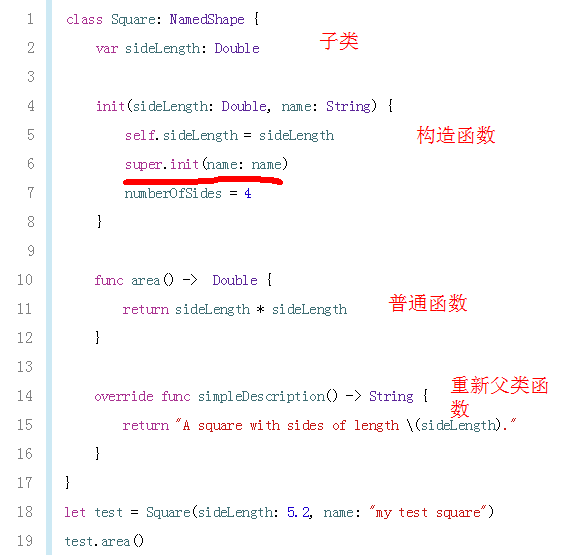 1 class Square: NamedShape {
子类
2 var sideLength: Double
3
4 init(sideLength: Double, name: String) {
5 self.sideLength = sideLength
构造函数
6 super.init(name: name)
7 numberOfSides = 4
8 }
9
10 func area() -> Double {
11 return sideLength * sideLength
普通函数
12 }
13
14 override func simpleDescription() -> String {
重新父类函
数
15 return "A square with sides of length \(sideLength)."
16 }
17 }
18 let test = Square(sideLength: 5.2, name: "my test square")
19 test.area()